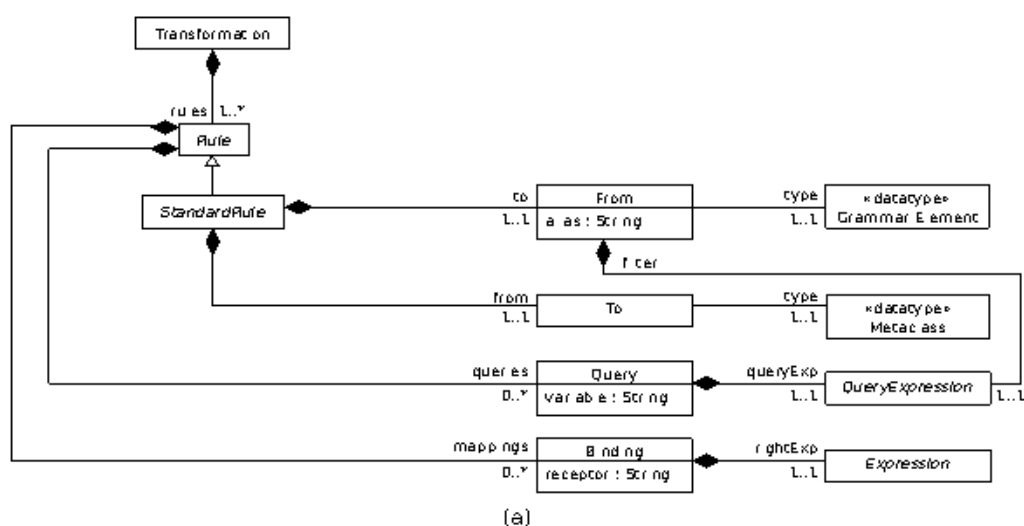 Transformation
rules 1..*
Rule
StandardRule
to
1..1
From
alias : String
type
1..1
«datatype»
Grammar Element
filter
from
1..1
To
type
1..1
«datatype»
Metaclass
queries
0..*
Query
variable : String
queryExp
1..1
QueryExpression
1..1
mappings
0..*
Binding
receptor : String
rightExp
1..1
Expression
(a)